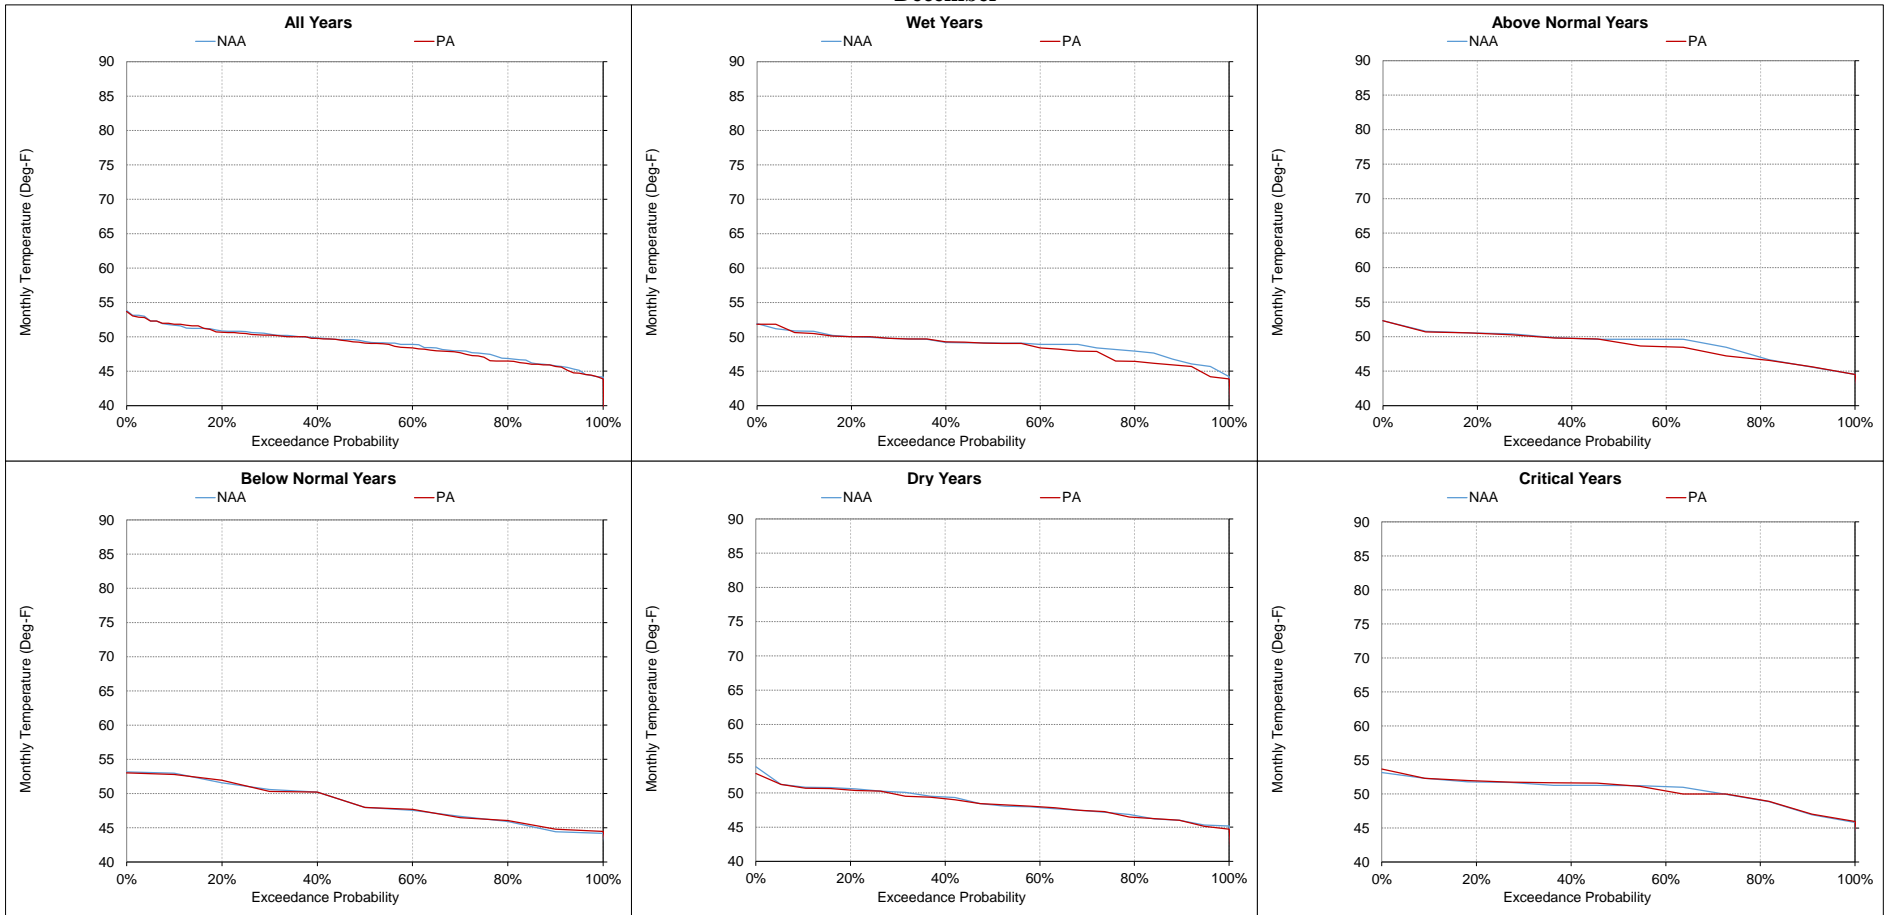 December
All Years
NAA PA
Monthly Temperature (Deg-F)
90
85
80
75
70
65
60
55
50
45
40
0% 20% 40% 60% 80% 100%
Exceedance Probability
Wet Years
NAA PA
Monthly Temperature (Deg-F)
90
85
80
75
70
65
60
55
50
45
40
0% 20% 40% 60% 80% 100%
Exceedance Probability
Above Normal Years
NAA PA
Monthly Temperature (Deg-F)
90
85
80
75
70
65
60
55
50
45
40
0% 20% 40% 60% 80% 100%
Exceedance Probability
Below Normal Years
NAA PA
Monthly Temperature (Deg-F)
90
85
80
75
70
65
60
55
50
45
40
0% 20% 40% 60% 80% 100%
Exceedance Probability
Dry Years
NAA PA
Monthly Temperature (Deg-F)
90
85
80
75
70
65
60
55
50
45
40
0% 20% 40% 60% 80% 100%
Exceedance Probability
Critical Years
NAA PA
Monthly Temperature (Deg-F)
90
85
80
75
70
65
60
55
50
45
40
0% 20% 40% 60% 80% 100%
Exceedance Probability